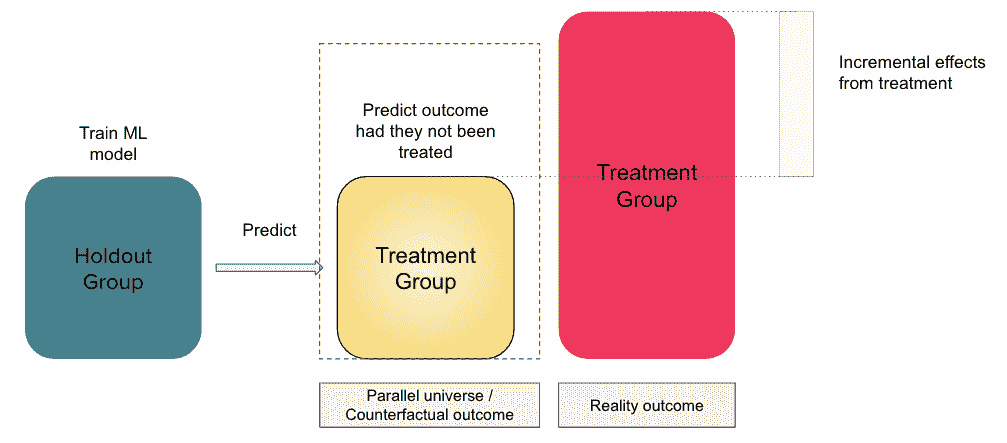 Train ML
model
Holdout
Group
Predict
Predict outcome
had they not been
treated
Treatment
Group
Parallel universe /
Counterfactual outcome
Treatment
Group
Reality outcome
Incremental effects
from treatment